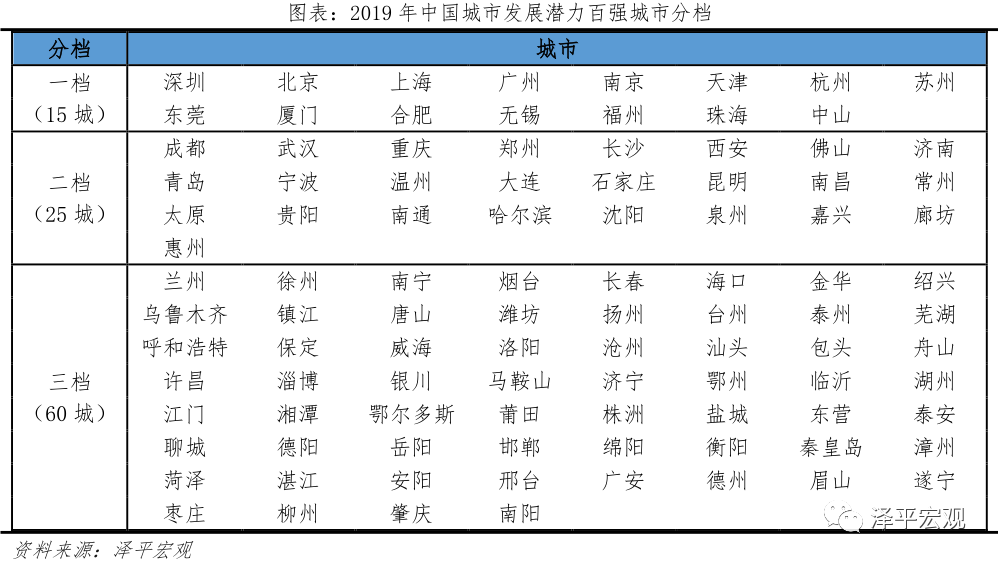 图表：2019 年中国城市发展潜力百强城市分档
分档 城市
一档 深圳 北京 上海 广州 南京 天津 杭州 苏州
（15 城） 东莞 厦门 合肥 无锡 福州 珠海 中山
成都 武汉 重庆 郑州 长沙 西安 佛山 济南
二档 青岛 宁波 温州 大连 石家庄 昆明 南昌 常州
（25 城） 太原 贵阳 南通 哈尔滨 沈阳 泉州 嘉兴 廊坊
惠州
兰州 徐州 南宁 烟台 长春 海口 金华 绍兴
乌鲁木齐 镇江 唐山 潍坊 扬州 台州 泰州 芜湖
呼和浩特 保定 威海 洛阳 沧州 汕头 包头 舟山
三档 许昌 淄博 银川 马鞍山 济宁 鄂州 临沂 湖州
（60 城） 江门 湘潭 鄂尔多斯 莆田 株洲 盐城 东营 泰安
聊城 德阳 岳阳 邯郸 绵阳 衡阳 秦皇岛 漳州
菏泽 湛江 安阳 邢台 广安 德州 眉山 遂宁
枣庄 柳州 肇庆 南阳
泽平宏观
资料来源：泽平宏观